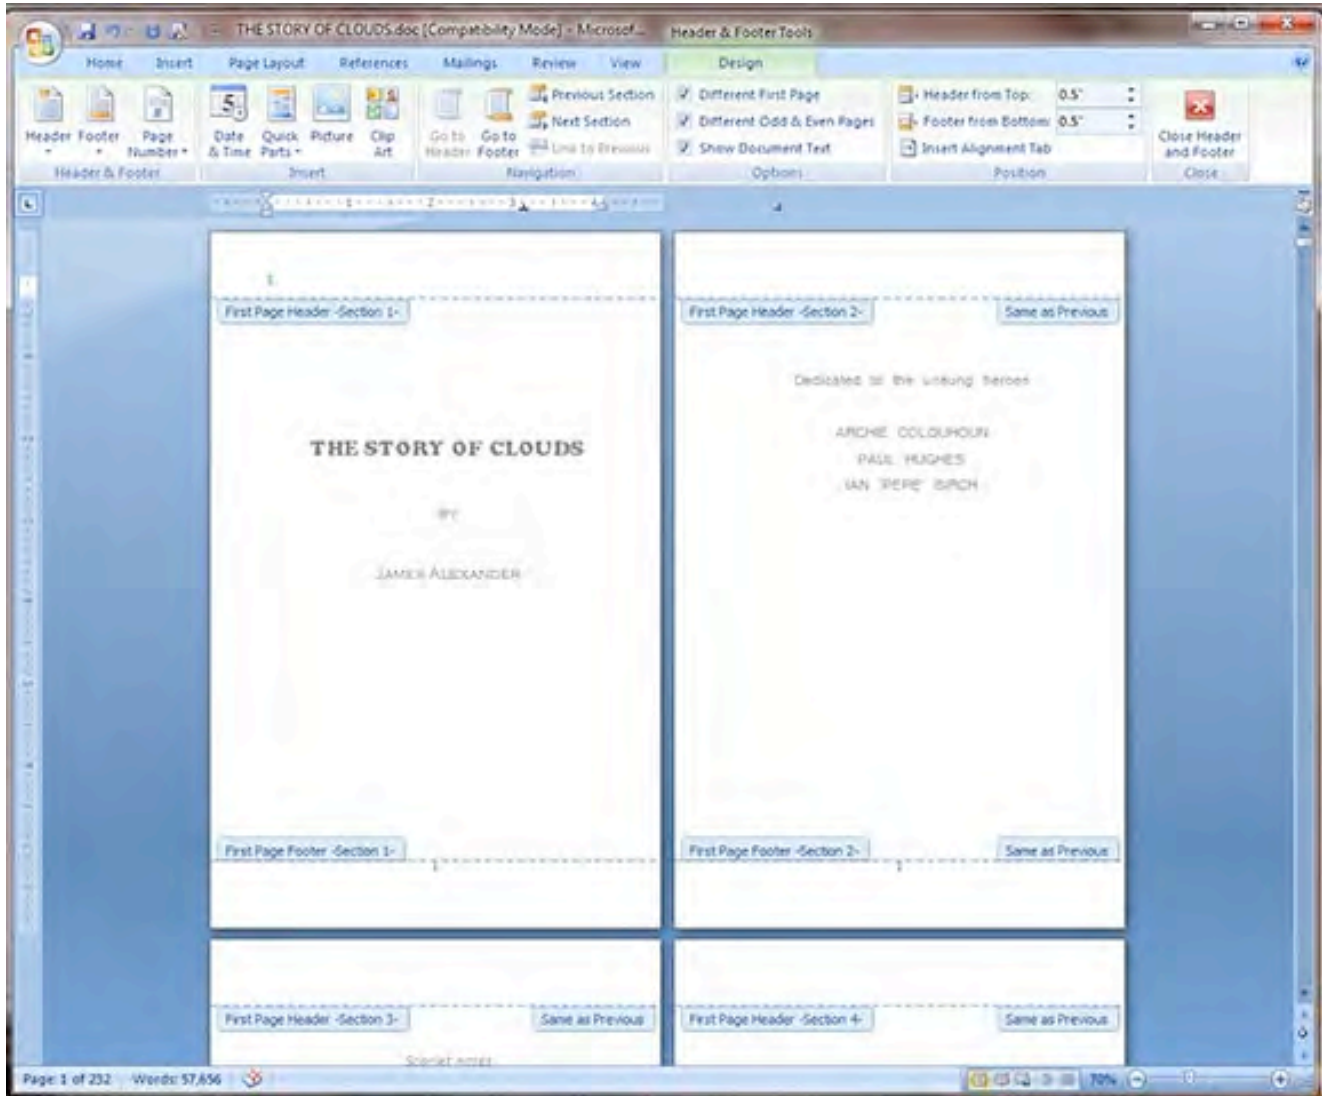 THE STORY OF CLOUDS.doc [Compatibility Mode] - Microsof... Header & Footer Tools
Home Insert Page Layout References Mailings Review View Design
Header Footer Page Number
Date & Time Quick Parts Picture Clip Art
Go to Header Go to Footer
Previous Section
Next Section
Link to Previous
Different First Page
Different Odd & Even Pages
Show Document Text
Header from Top: 0.5"
Footer from Bottom: 0.5"
Insert Alignment Tab
Close Header and Footer
Header & Footer Insert Navigation Options Position Close
1 2 3
1
First Page Header -Section 1-
THE STORY OF CLOUDS
BY
JAMES ALEXANDER
First Page Footer -Section 1-
1
First Page Header -Section 2- Same as Previous
Dedicated to the unsung heroes
ARCHIE COLQUHOUN
PAUL HUGHES
IAN 'PEPE' BIRCH
First Page Footer -Section 2- Same as Previous
1
First Page Header -Section 3- Same as Previous
First Page Header -Section 4- Same as Previous
Page: 1 of 232 Words: 57,656 70%